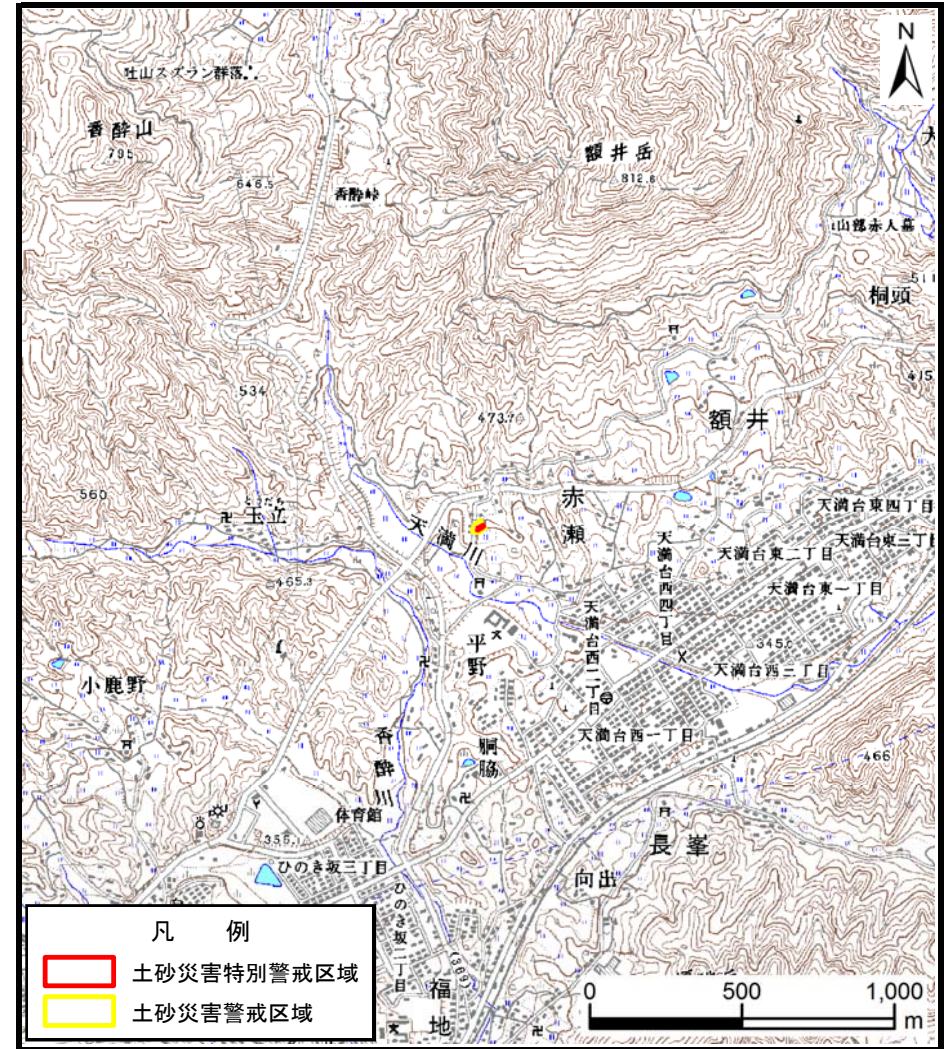 N
吐山スズラン群落
香酔山
795
額井岳
812.6
646.5
香酔峠
山部赤人墓
桐頭
511
534
473.7
415
額井
560
赤瀬
玉立
天満川
天満台東四丁目
天満台東三丁目
天満台東二丁目
天満台東一丁目
天満台西四丁目
465.3
平野
天満台西二丁目
345.
天満台西三丁目
小鹿野
天満台西一丁目
466
香酔川
胴脇
体育館
356.
長峯
ひのき坂三丁目
向出
ひのき坂二丁目
(369)
福地
凡 例
土砂災害特別警戒区域
土砂災害警戒区域
0 500 1,000
m